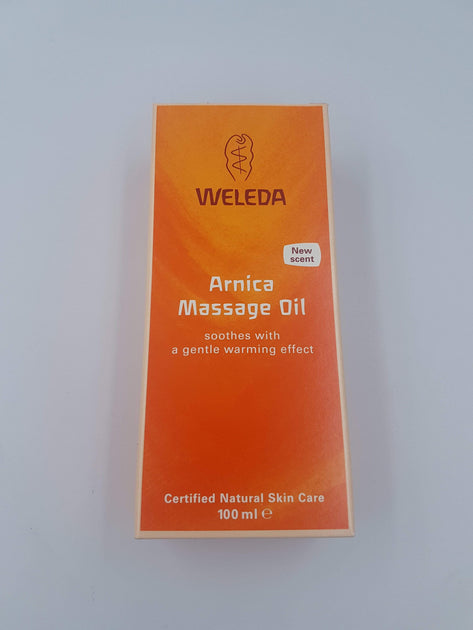 WELEDA
New
scent
Arnica
Massage Oil
soothes with
a gentle warming effect
Certified Natural Skin Care
100 ml ℮